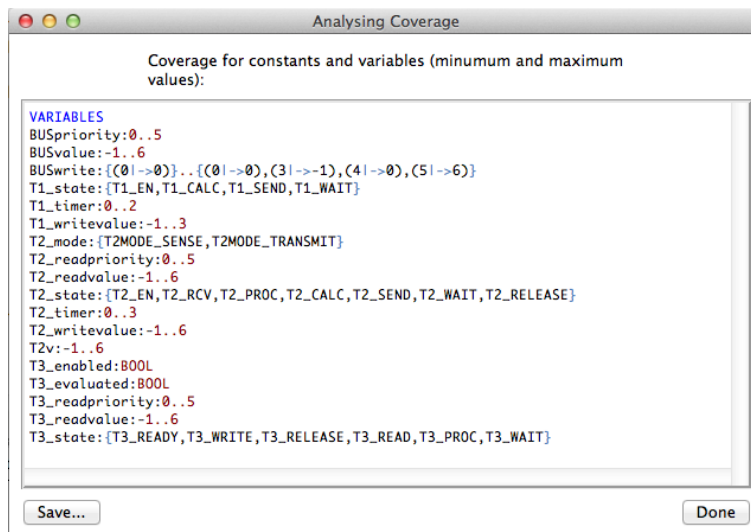 Analysing Coverage
Coverage for constants and variables (minumum and maximum
values):
VARIABLES
BUSpriority:0..5
BUSvalue:-1..6
BUSwrite:{(0|->0)}..{(0|->0),(3|->-1),(4|->0),(5|->6)}
T1_state:{T1_EN,T1_CALC,T1_SEND,T1_WAIT}
T1_timer:0..2
T1_writevalue:-1..3
T2_mode:{T2MODE_SENSE,T2MODE_TRANSMIT}
T2_readpriority:0..5
T2_readvalue:-1..6
T2_state:{T2_EN,T2_RCV,T2_PROC,T2_CALC,T2_SEND,T2_WAIT,T2_RELEASE}
T2_timer:0..3
T2_writevalue:-1..6
T2v:-1..6
T3_enabled:BOOL
T3_evaluated:BOOL
T3_readpriority:0..5
T3_readvalue:-1..6
T3_state:{T3_READY,T3_WRITE,T3_RELEASE,T3_READ,T3_PROC,T3_WAIT}
Save... Done